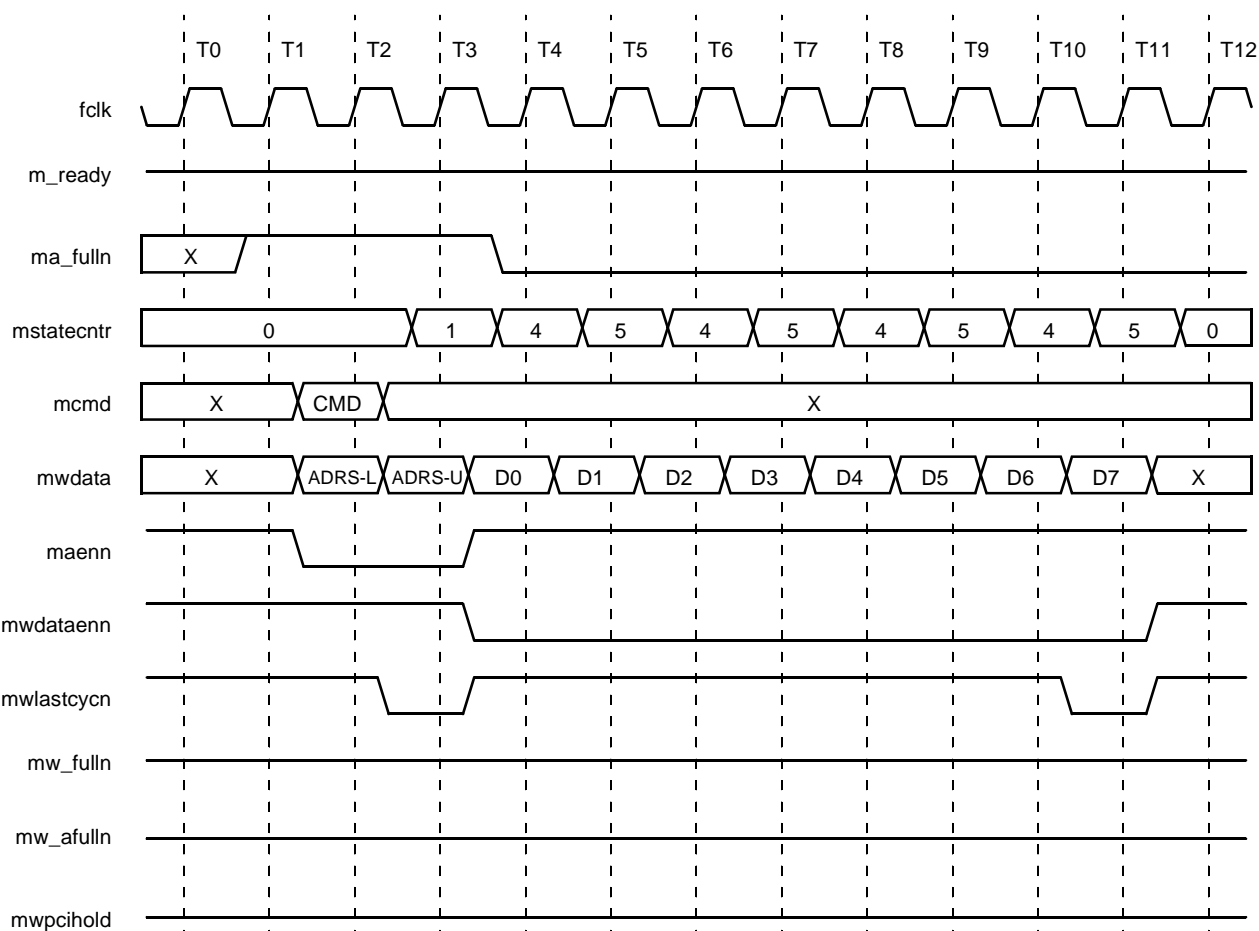 T0 T1 T2 T3 T4 T5 T6 T7 T8 T9 T10 T11 T12
fclk
m_ready
ma_fulln X
mstatecntr 0 1 4 5 4 5 4 5 4 5 0
mcmd X CMD X
mwdata X ADRS-L ADRS-U D0 D1 D2 D3 D4 D5 D6 D7 X
maenn
mwdataenn
mwlastcycn
mw_fulln
mw_afulln
mwpcihold